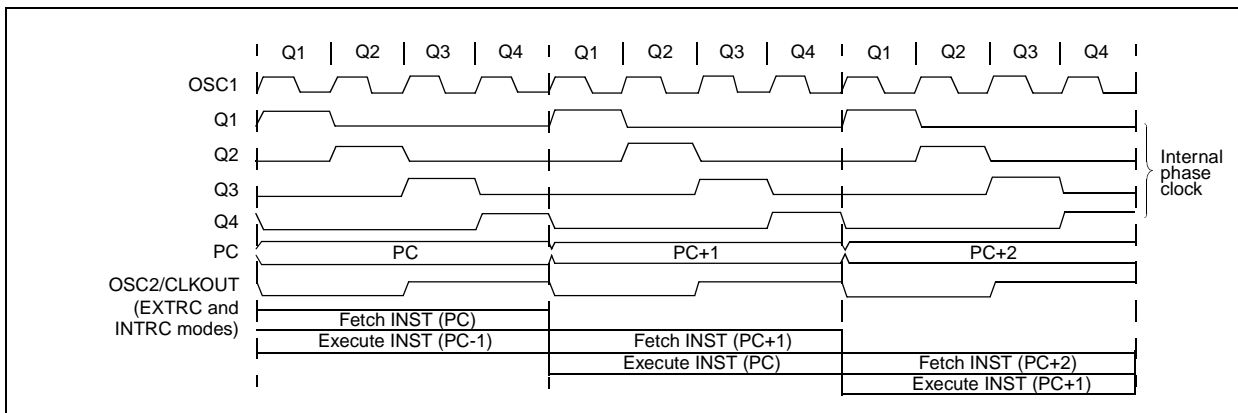 Q1 Q2 Q3 Q4 Q1 Q2 Q3 Q4 Q1 Q2 Q3 Q4
OSC1
Q1
Q2
Q3
Q4
Internal
phase
clock
PC
PC PC+1 PC+2
OSC2/CLKOUT
(EXTRC and
INTRC modes)
Fetch INST (PC)
Execute INST (PC-1) Fetch INST (PC+1)
Execute INST (PC) Fetch INST (PC+2)
Execute INST (PC+1)